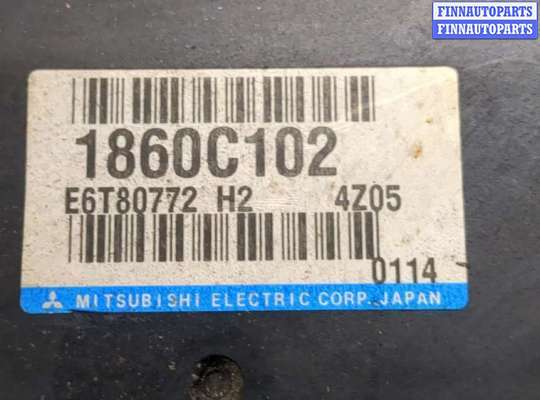 FINNAUTOPARTS
FINNAUTOPARTS
1860C102
E6T80772 H2 4Z05
0114
MITSUBISHI ELECTRIC CORP. JAPAN